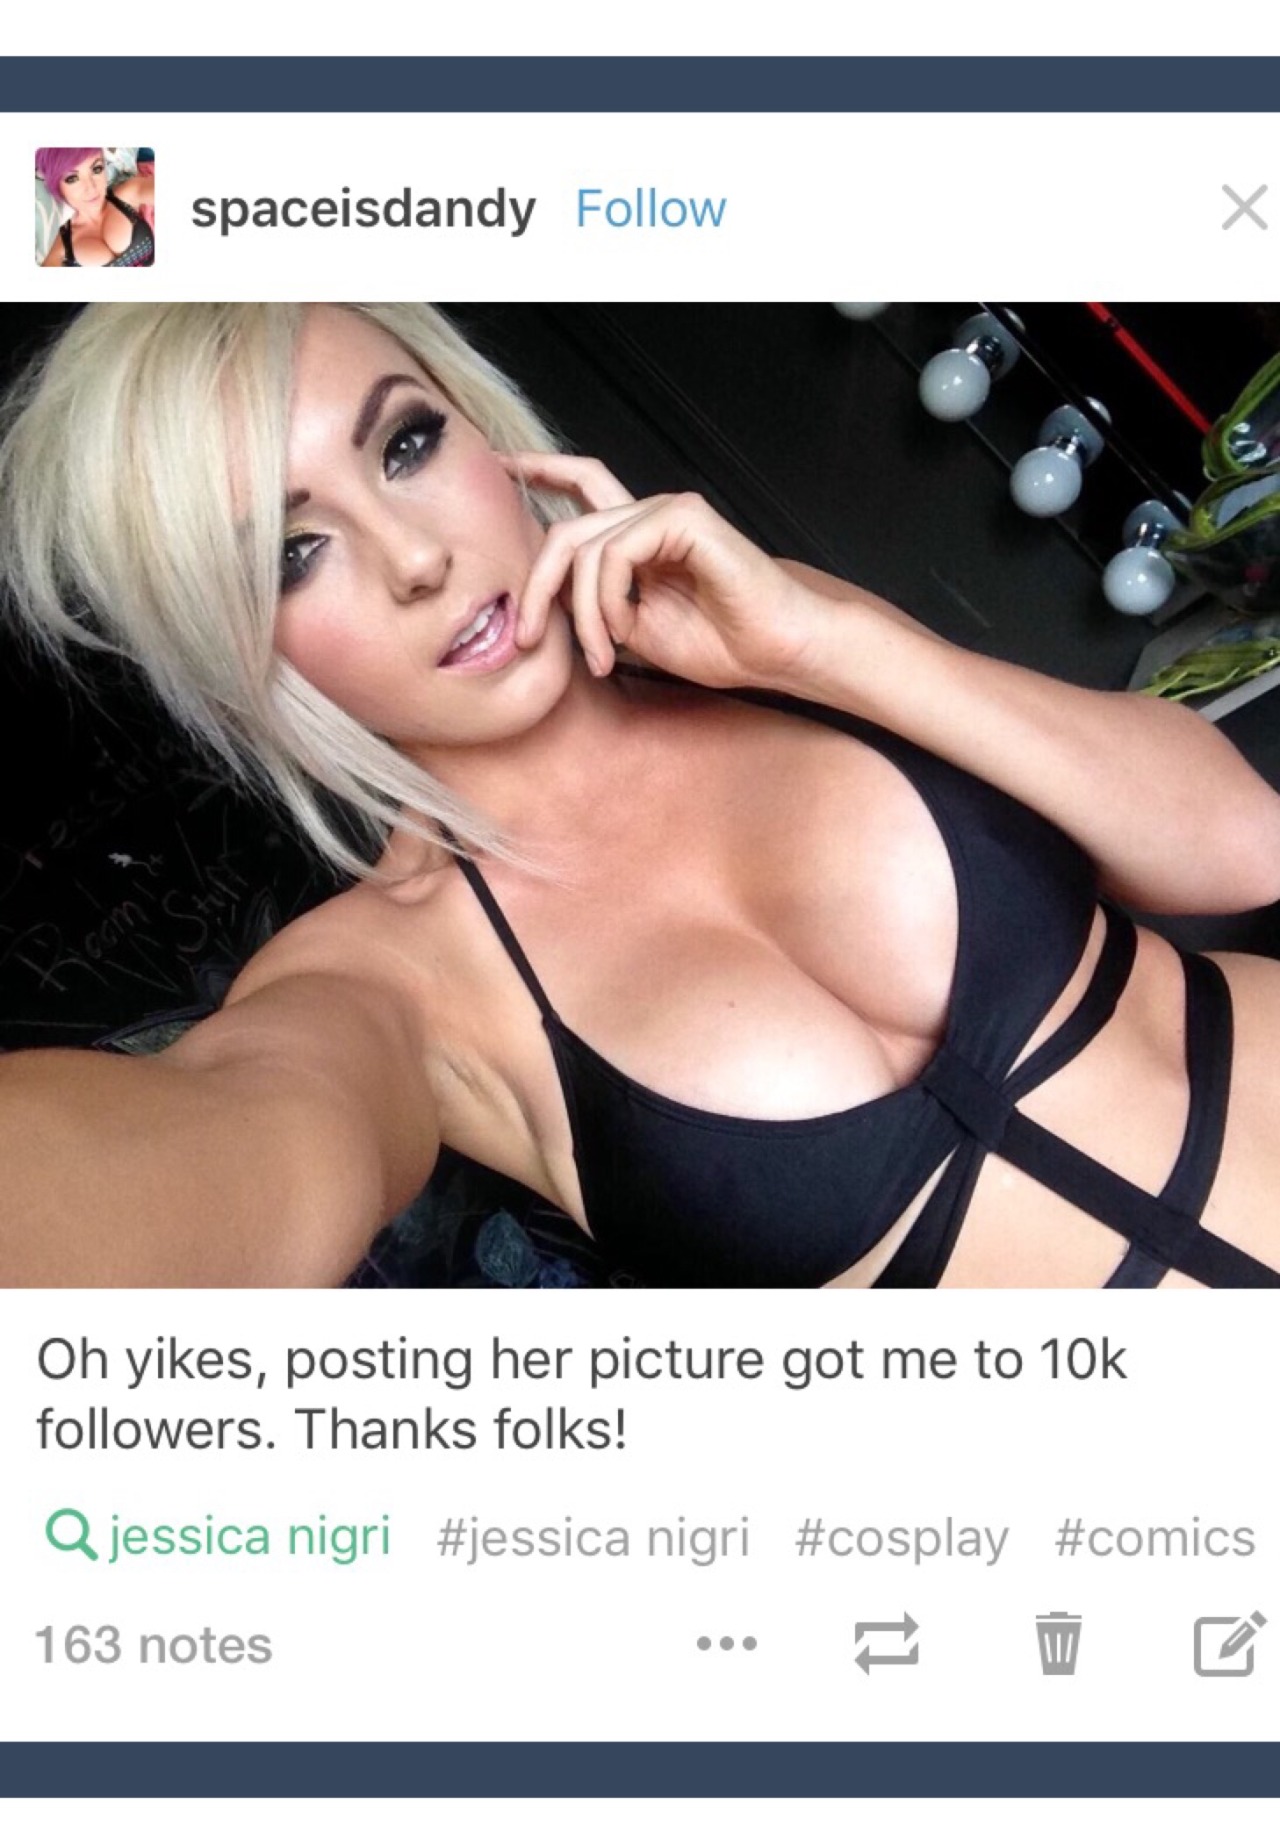 spaceisdandy Follow
Room
Oh yikes, posting her picture got me to 10k
followers. Thanks folks!
jessica nigri #jessica nigri #cosplay #comics
163 notes